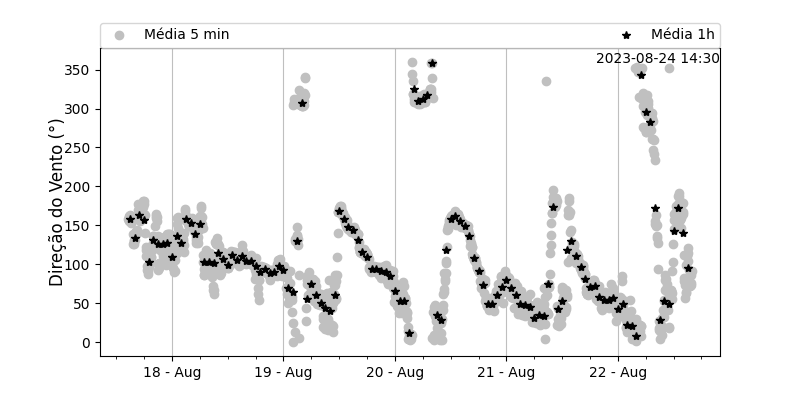 Média 5 min
Média 1h
2023-08-24 14:30
Direção do Vento (°)
350
300
250
200
150
100
50
0
18 - Aug
19 - Aug
20 - Aug
21 - Aug
22 - Aug